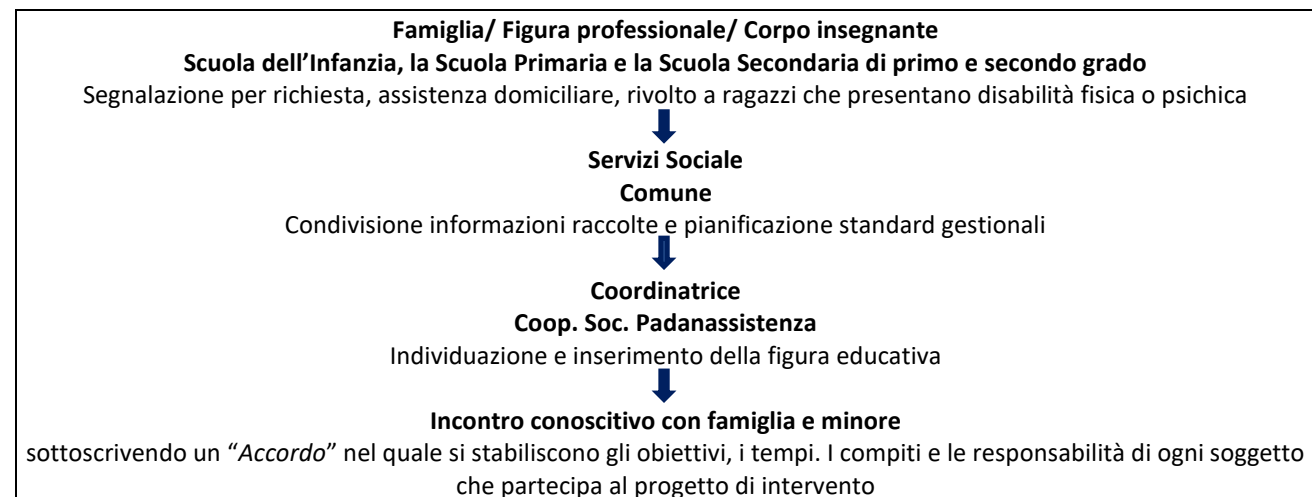 Famiglia/ Figura professionale/ Corpo insegnante
Scuola dell’Infanzia, la Scuola Primaria e la Scuola Secondaria di primo e secondo grado
Segnalazione per richiesta, assistenza domiciliare, rivolto a ragazzi che presentano disabilità fisica o psichica
Servizi Sociale
Comune
Condivisione informazioni raccolte e pianificazione standard gestionali
Coordinatrice
Coop. Soc. Padanassistenza
Individuazione e inserimento della figura educativa
Incontro conoscitivo con famiglia e minore
sottoscrivendo un “Accordo” nel quale si stabiliscono gli obiettivi, i tempi. I compiti e le responsabilità di ogni soggetto
che partecipa al progetto di intervento